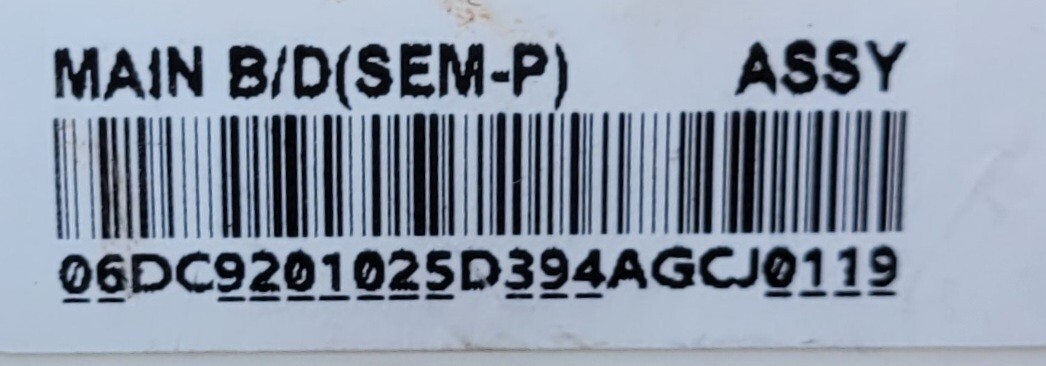 MAIN B/D(SEM-P) ASSY
06DC9201025D394AGCJ0119